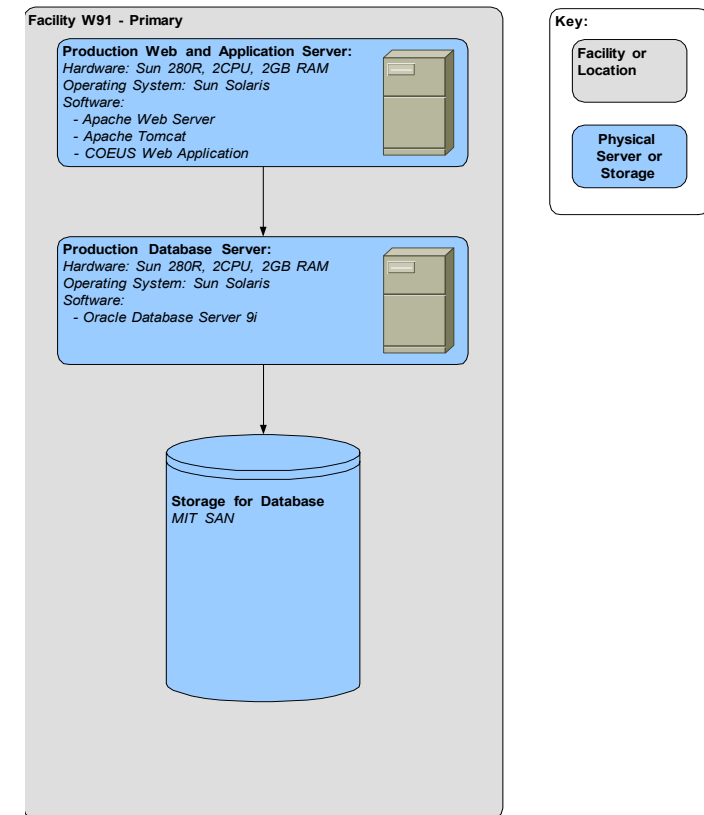 Facility W91 - Primary
Production Web and Application Server:
Hardware: Sun 280R, 2CPU, 2GB RAM
Operating System: Sun Solaris
Software:
- Apache Web Server
- Apache Tomcat
- COEUS Web Application
Production Database Server:
Hardware: Sun 280R, 2CPU, 2GB RAM
Operating System: Sun Solaris
Software:
- Oracle Database Server 9i
Storage for Database
MIT SAN
Key:
Facility or
Location
Physical
Server or
Storage